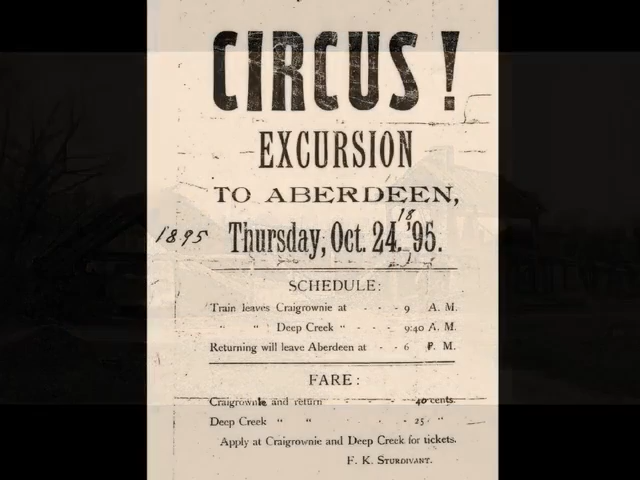 CIRCUS!
EXCURSION
TO ABERDEEN,
18
1895 Thursday, Oct. 24, '95.
SCHEDULE:
Train leaves Craigrownie at - - - 9 A. M.
" " Deep Creek " - - - 9:40 A. M.
Returning will leave Aberdeen at - - 6 P. M.
FARE:
Craigrownie and return - - - - 40 cents.
Deep Creek " " - - - - 25 "
Apply at Craigrownie and Deep Creek for tickets.
F. K. STURDIVANT.